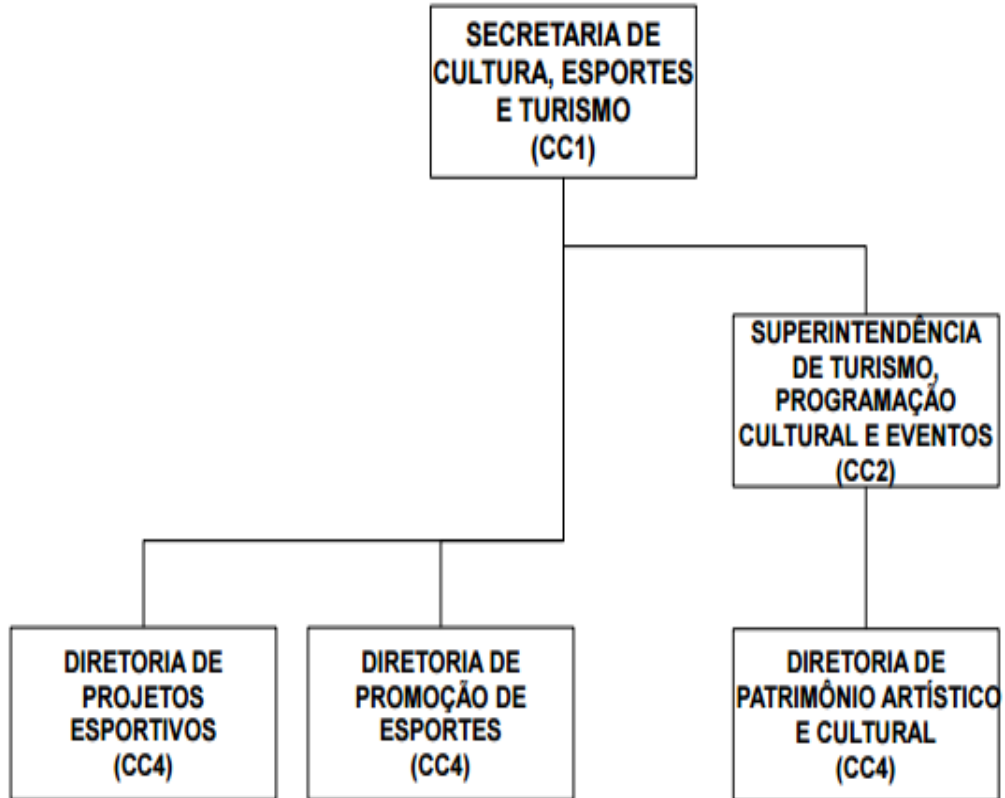 SECRETARIA DE
CULTURA, ESPORTES
E TURISMO
(CC1)
SUPERINTENDÊNCIA
DE TURISMO,
PROGRAMAÇÃO
CULTURAL E EVENTOS
(CC2)
DIRETORIA DE
PROJETOS
ESPORTIVOS
(CC4)
DIRETORIA DE
PROMOÇÃO DE
ESPORTES
(CC4)
DIRETORIA DE
PATRIMÔNIO ARTÍSTICO
E CULTURAL
(CC4)